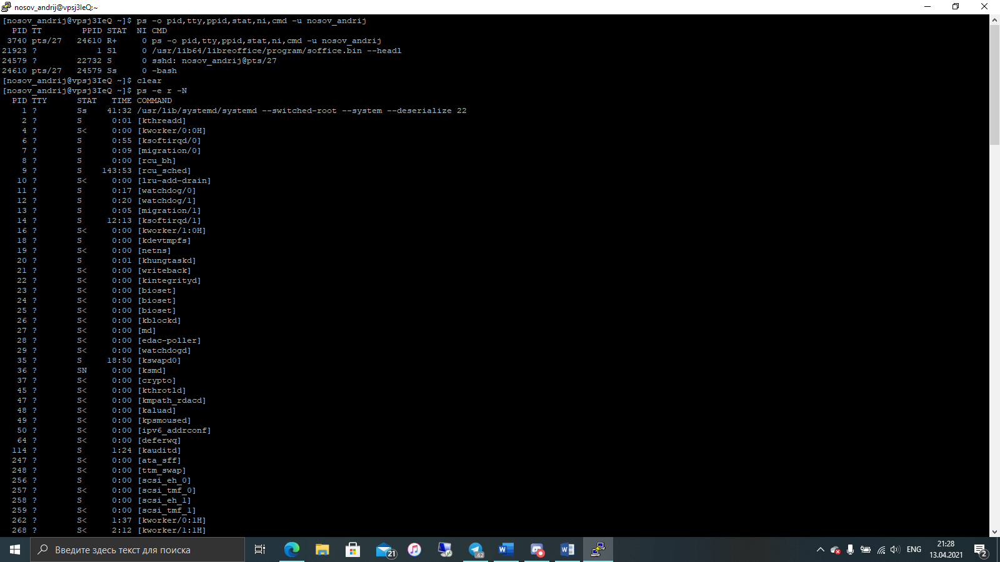 nosov_andrij@vpsj3IeQ:~
[nosov_andrij@vpsj3IeQ ~]$ ps -o pid,tty,ppid,stat,ni,cmd -u nosov_andrij
  PID TT        PPID STAT  NI CMD
 3740 pts/27   24610 R+     0 ps -o pid,tty,ppid,stat,ni,cmd -u nosov_andrij
21923 ?            1 Sl     0 /usr/lib64/libreoffice/program/soffice.bin --headl
24579 ?        22732 S      0 sshd: nosov_andrij@pts/27
24610 pts/27   24579 Ss     0 -bash
[nosov_andrij@vpsj3IeQ ~]$ clear
[nosov_andrij@vpsj3IeQ ~]$ ps -e r -N
  PID TTY      STAT   TIME COMMAND
    1 ?        Ss    41:32 /usr/lib/systemd/systemd --switched-root --system --deserialize 22
    2 ?        S      0:01 [kthreadd]
    4 ?        S<     0:00 [kworker/0:0H]
    6 ?        S      0:55 [ksoftirqd/0]
    7 ?        S      0:09 [migration/0]
    8 ?        S      0:00 [rcu_bh]
    9 ?        S    143:53 [rcu_sched]
   10 ?        S<     0:00 [lru-add-drain]
   11 ?        S      0:17 [watchdog/0]
   12 ?        S      0:20 [watchdog/1]
   13 ?        S      0:05 [migration/1]
   14 ?        S     12:13 [ksoftirqd/1]
   16 ?        S<     0:00 [kworker/1:0H]
   18 ?        S      0:00 [kdevtmpfs]
   19 ?        S<     0:00 [netns]
   20 ?        S      0:01 [khungtaskd]
   21 ?        S<     0:00 [writeback]
   22 ?        S<     0:00 [kintegrityd]
   23 ?        S<     0:00 [bioset]
   24 ?        S<     0:00 [bioset]
   25 ?        S<     0:00 [bioset]
   26 ?        S<     0:00 [kblockd]
   27 ?        S<     0:00 [md]
   28 ?        S<     0:00 [edac-poller]
   29 ?        S<     0:00 [watchdogd]
   35 ?        S     18:50 [kswapd0]
   36 ?        SN     0:00 [ksmd]
   37 ?        S<     0:00 [crypto]
   45 ?        S<     0:00 [kthrotld]
   47 ?        S<     0:00 [kmpath_rdacd]
   48 ?        S<     0:00 [kaluad]
   49 ?        S<     0:00 [kpsmoused]
   50 ?        S<     0:00 [ipv6_addrconf]
   64 ?        S<     0:00 [deferwq]
  114 ?        S      1:24 [kauditd]
  247 ?        S<     0:00 [ata_sff]
  248 ?        S<     0:00 [ttm_swap]
  256 ?        S      0:00 [scsi_eh_0]
  257 ?        S<     0:00 [scsi_tmf_0]
  258 ?        S      0:00 [scsi_eh_1]
  259 ?        S<     0:00 [scsi_tmf_1]
  262 ?        S<     1:37 [kworker/0:1H]
  268 ?        S<     2:12 [kworker/1:1H]
Введите здесь текст для поиска
21
.62
ENG
21:28
13.04.2021
2